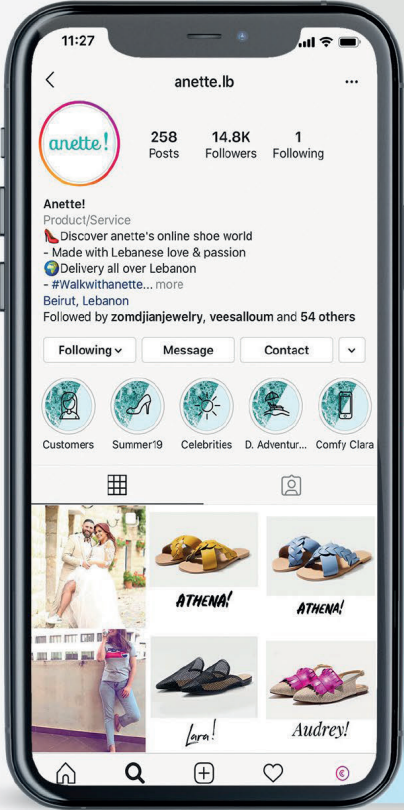 11:27
anette.lb
anette!
258 14.8K 1
Posts Followers Following
Anette!
Product/Service
👠Discover anette's online shoe world
- Made with Lebanese love & passion
🌍Delivery all over Lebanon
- #Walkwithanette... more
Beirut, Lebanon
Followed by zomdjianjewelry, veesalloum and 54 others
Following Message Contact
Customers Summer19 Celebrities D. Adventur... Comfy Clara
ATHENA! ATHENA!
Lara! Audrey!